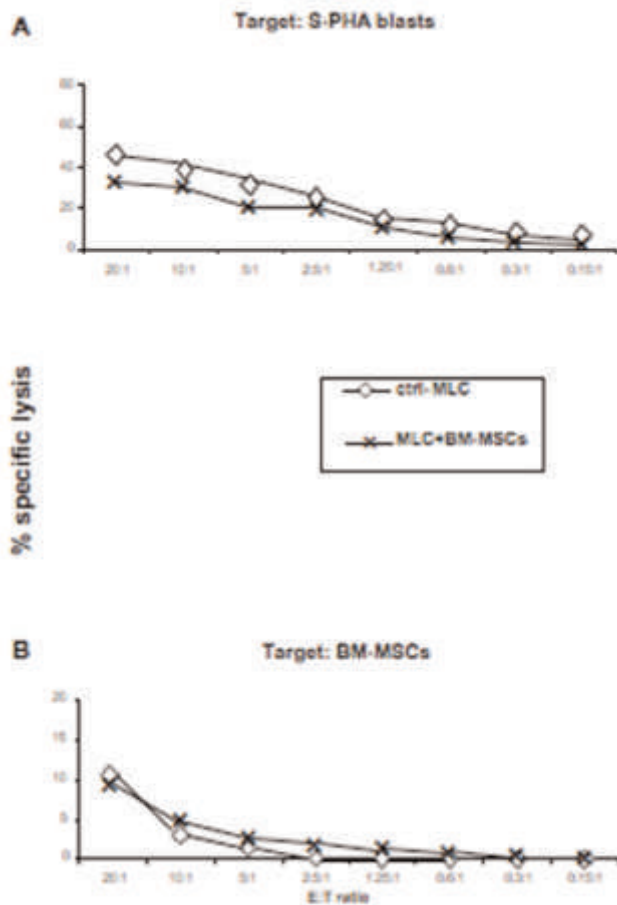 A
Target: S-PHA blasts
80
60
40
20
0
20:1 10:1 5:1 2.5:1 1.25:1 0.6:1 0.3:1 0.15:1
% specific lysis
ctrl- MLC
MLC+BM-MSCs
B
Target: BM-MSCs
20
15
10
5
0
20:1 10:1 5:1 2.5:1 1.25:1 0.6:1 0.3:1 0.15:1
E:T ratio